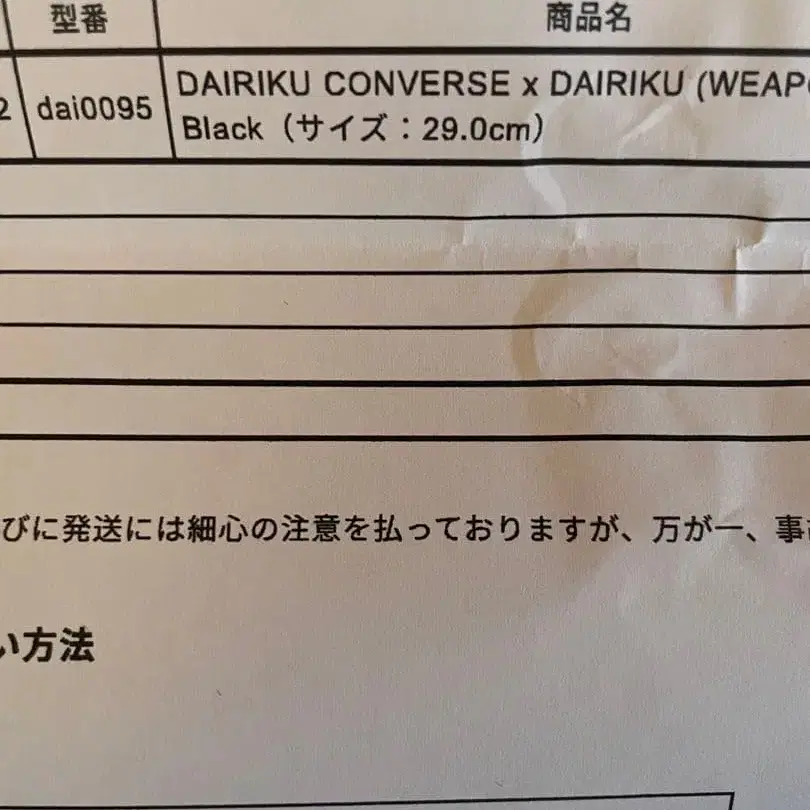 型番 商品名
2 dai0095 DAIRIKU CONVERSE x DAIRIKU (WEAP
Black（サイズ：29.0cm）
びに発送には細心の注意を払っておりますが、万が一、事
い方法